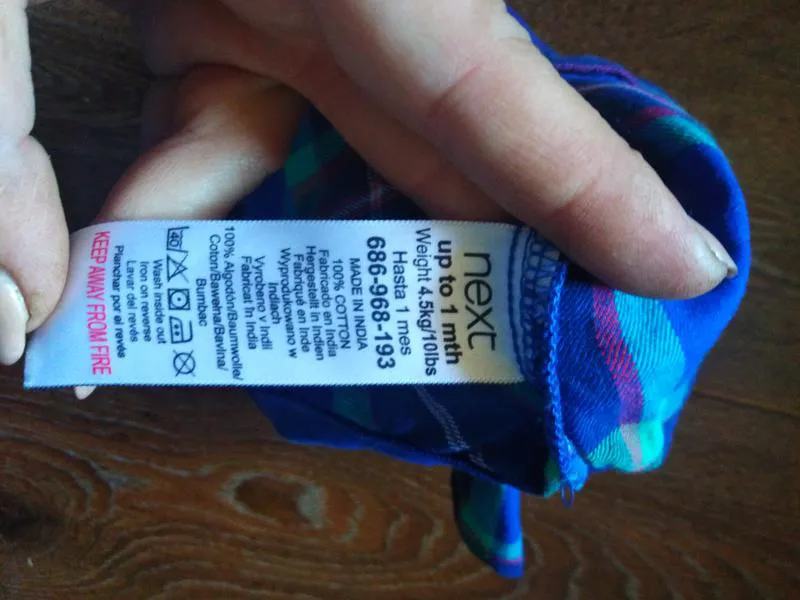 next
up to 1 mth
Weight 4.5kg/10lbs
Hasta 1 mes
686-968-193
MADE IN INDIA
100% COTTON
Fabricado en India
Hergestellt in Indien
Fabriqué en Inde
Wyprodukowano w
Indiach
Vyrobeno v Indii
Fabricat în India
100% Algodón/Baumwolle/
Coton/Bawełna/Bavlna/
Bumbac
40
Wash inside out
Iron on reverse
Lavar del revés
Planchar por el revés
KEEP AWAY FROM FIRE